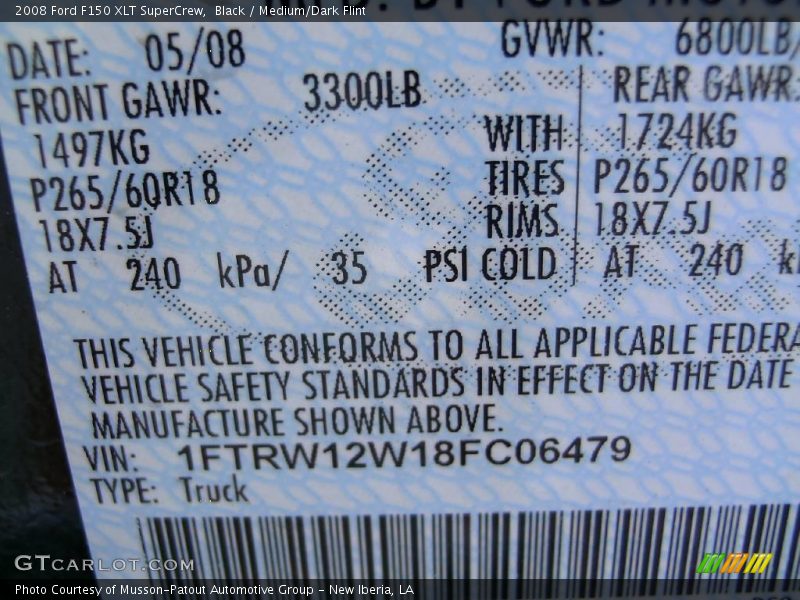 2008 Ford F150 XLT SuperCrew, Black / Medium/Dark Flint
DATE: 05/08 GVWR: 6800LB/
FRONT GAWR: 3300LB REAR GAWR:
1497KG WITH 1724KG
P265/60R18 TIRES P265/60R18
18X7.5J RIMS 18X7.5J
AT 240 kPa/ 35 PSI COLD AT 240
THIS VEHICLE CONFORMS TO ALL APPLICABLE FEDERA
VEHICLE SAFETY STANDARDS IN EFFECT ON THE DATE
MANUFACTURE SHOWN ABOVE.
VIN: 1FTRW12W18FC06479
TYPE: Truck
GTCARLOT.COM
Photo Courtesy of Musson-Patout Automotive Group - New Iberia, LA